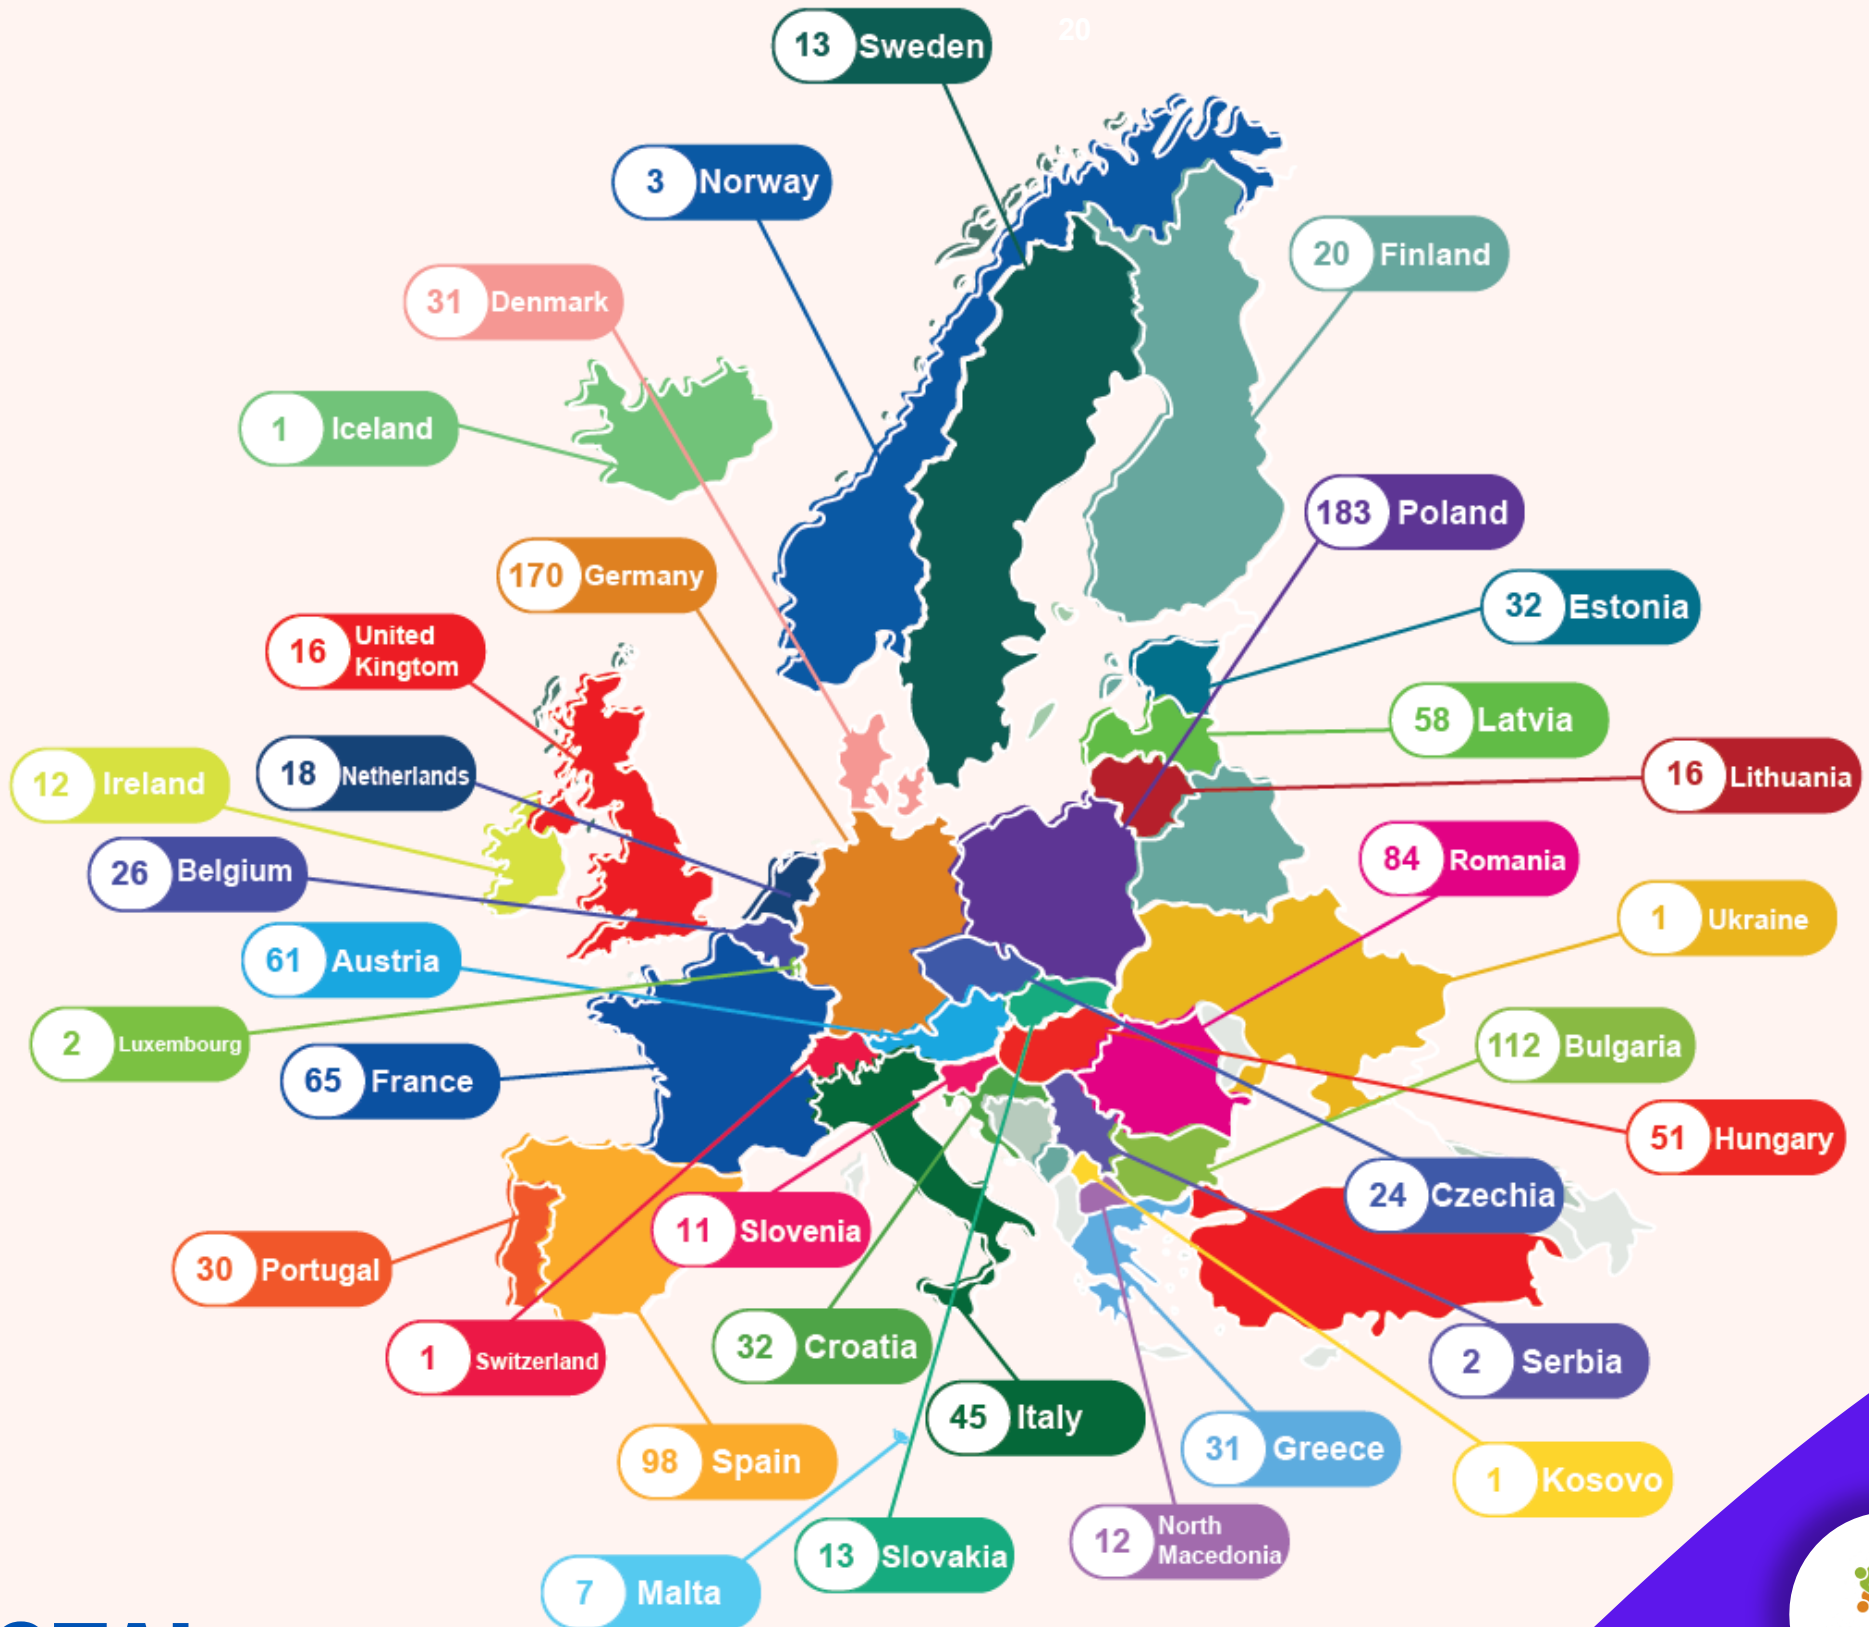 13 Sweden
20
3 Norway
20 Finland
31 Denmark
1 Iceland
183 Poland
170 Germany
32 Estonia
16 United
Kingtom
58 Latvia
18 Netherlands
16 Lithuania
12 Ireland
84 Romania
26 Belgium
1 Ukraine
61 Austria
2 Luxembourg
112 Bulgaria
65 France
51 Hungary
24 Czechia
11 Slovenia
30 Portugal
32 Croatia
1 Switzerland
2 Serbia
45 Italy
31 Greece
98 Spain
1 Kosovo
12 North
Macedonia
13 Slovakia
7 Malta